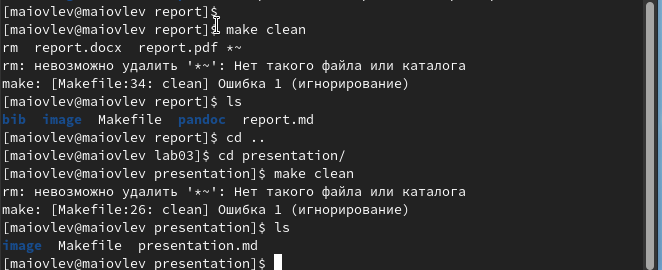 [maiovlev@maiovlev report]$
[maiovlev@maiovlev report]$ make clean
rm  report.docx  report.pdf *~
rm: невозможно удалить '*~': Нет такого файла или каталога
make: [Makefile:34: clean] Ошибка 1 (игнорирование)
[maiovlev@maiovlev report]$ ls
bib  image  Makefile  pandoc  report.md
[maiovlev@maiovlev report]$ cd ..
[maiovlev@maiovlev lab03]$ cd presentation/
[maiovlev@maiovlev presentation]$ make clean
rm: невозможно удалить '*~': Нет такого файла или каталога
make: [Makefile:26: clean] Ошибка 1 (игнорирование)
[maiovlev@maiovlev presentation]$ ls
image  Makefile  presentation.md
[maiovlev@maiovlev presentation]$